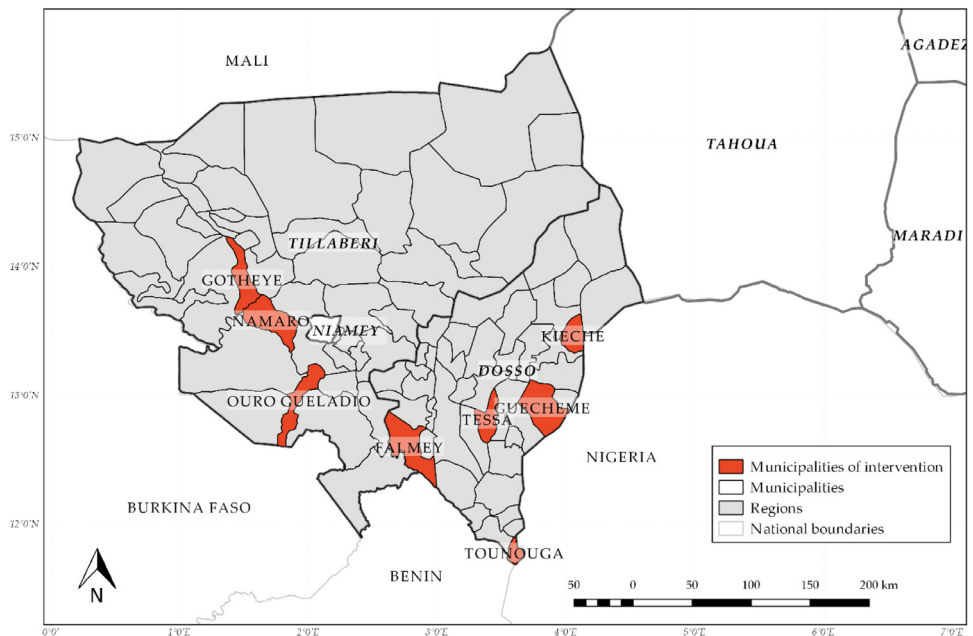 MALI
AGADEZ
15°0'N
TAHOUA
MARADI
TILLABERI
14°0'N
GOTHEYE
NAMARO
NIAMEY
KIECHE
DOSSO
13°0'N
OURO GUELADIO
GUECHEME
TESSA
FALMEY
NIGERIA
Municipalities of intervention
Municipalities
Regions
National boundaries
BURKINA FASO
12°0'N
TOUNOUGA
BENIN
N
50 0 50 100 150 200 km
0°0' 1°0'E 2°0'E 3°0'E 4°0'E 5°0'E 6°0'E 7°0'E